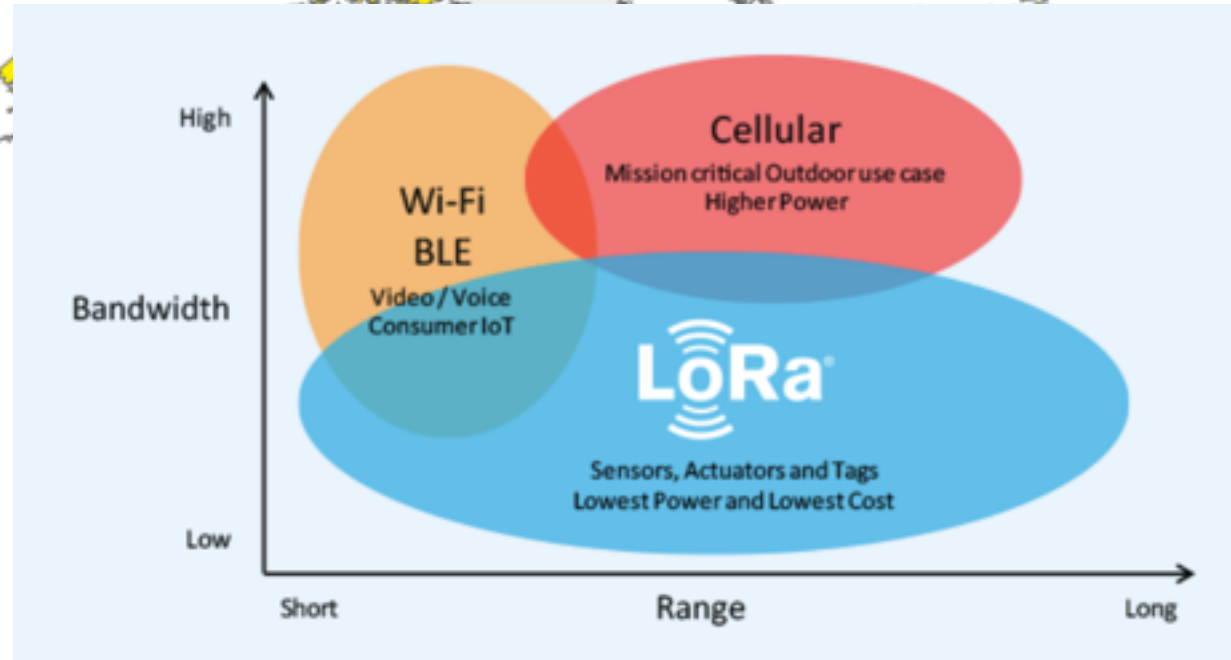 High
Cellular
Mission critical Outdoor use case
Higher Power
Wi-Fi
BLE
Video / Voice
Consumer IoT
Bandwidth
LoRa®
Sensors, Actuators and Tags
Lowest Power and Lowest Cost
Low
Short
Range
Long